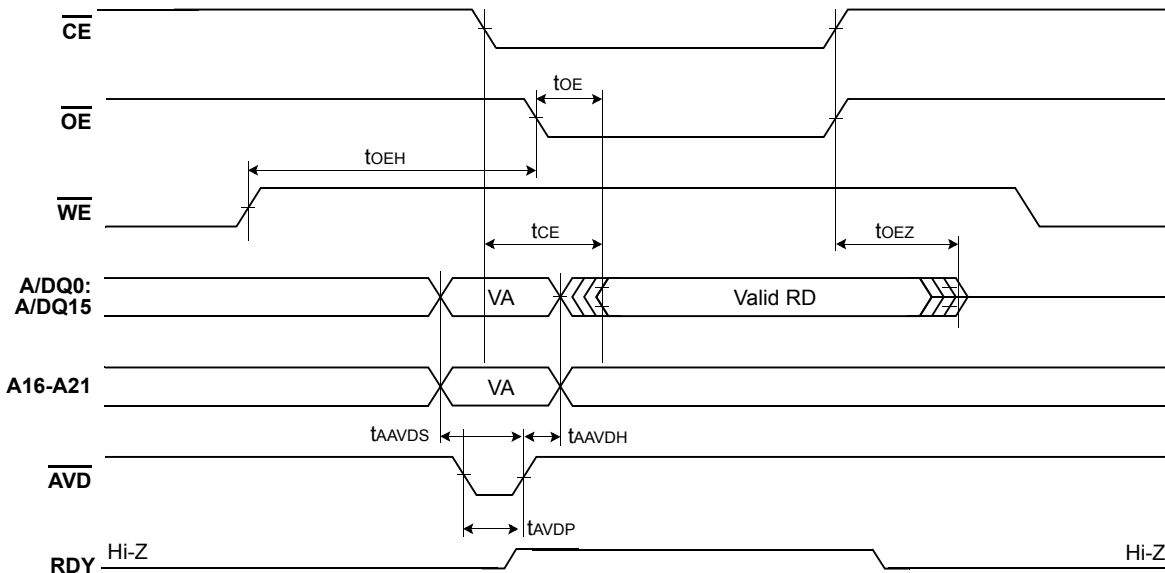 CE
tOE
OE
tOEH
WE
tCE
tOEZ
A/DQ0:
A/DQ15
VA
Valid RD
A16-A21
VA
tAAVDS
tAAVDH
AVD
tAVDP
Hi-Z
RDY
Hi-Z